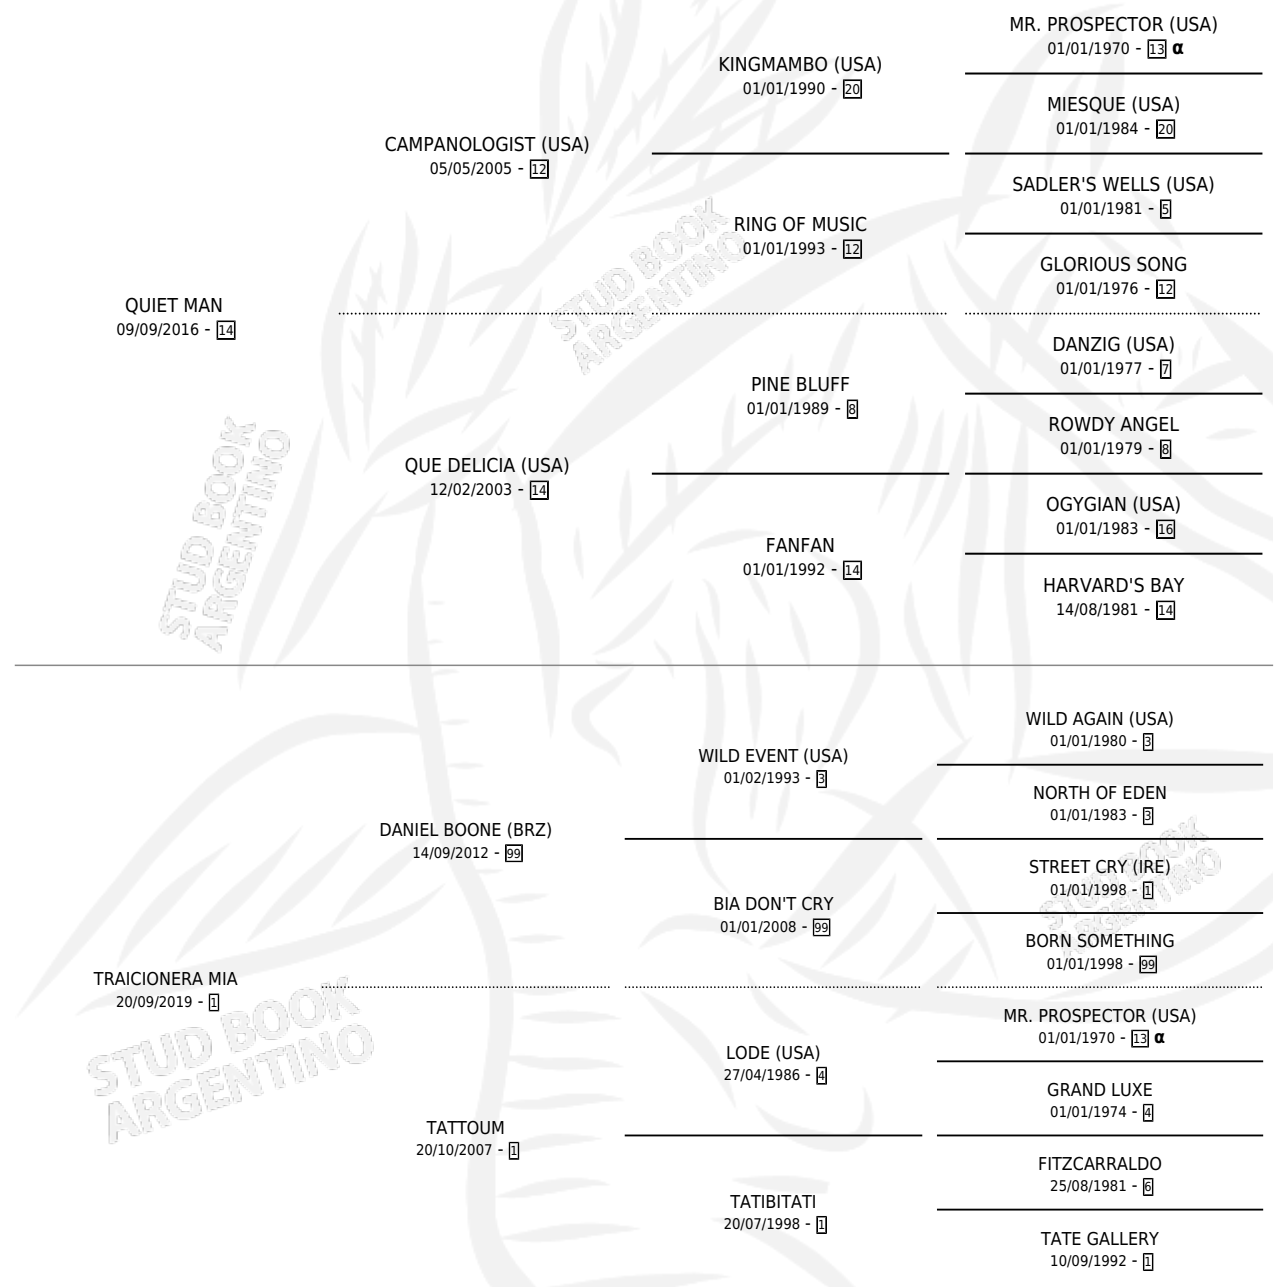 MR. PROSPECTOR (USA)
01/01/1970 - 13 α
KINGMAMBO (USA)
01/01/1990 - 20
MIESQUE (USA)
01/01/1984 - 20
CAMPANOLOGIST (USA)
05/05/2005 - 12
SADLER'S WELLS (USA)
01/01/1981 - 5
RING OF MUSIC
01/01/1993 - 12
GLORIOUS SONG
01/01/1976 - 12
STUD BOOK
ARGENTINO
QUIET MAN
09/09/2016 - 14
DANZIG (USA)
01/01/1977 - 7
PINE BLUFF
01/01/1989 - 8
ROWDY ANGEL
01/01/1979 - 8
QUE DELICIA (USA)
12/02/2003 - 14
OGYGIAN (USA)
01/01/1983 - 16
FANFAN
01/01/1992 - 14
HARVARD'S BAY
14/08/1981 - 14
STUD BOOK
ARGENTINO
WILD AGAIN (USA)
01/01/1980 - 3
WILD EVENT (USA)
01/02/1993 - 3
NORTH OF EDEN
01/01/1983 - 3
DANIEL BOONE (BRZ)
14/09/2012 - 99
STREET CRY (IRE)
01/01/1998 - 1
BIA DON'T CRY
01/01/2008 - 99
BORN SOMETHING
01/01/1998 - 99
STUD BOOK
ARGENTINO
TRAICIONERA MIA
20/09/2019 - 1
STUD BOOK
ARGENTINO
MR. PROSPECTOR (USA)
01/01/1970 - 13 α
LODE (USA)
27/04/1986 - 4
GRAND LUXE
01/01/1974 - 4
TATTOUM
20/10/2007 - 1
FITZCARRALDO
25/08/1981 - 6
TATIBITATI
20/07/1998 - 1
TATE GALLERY
10/09/1992 - 1